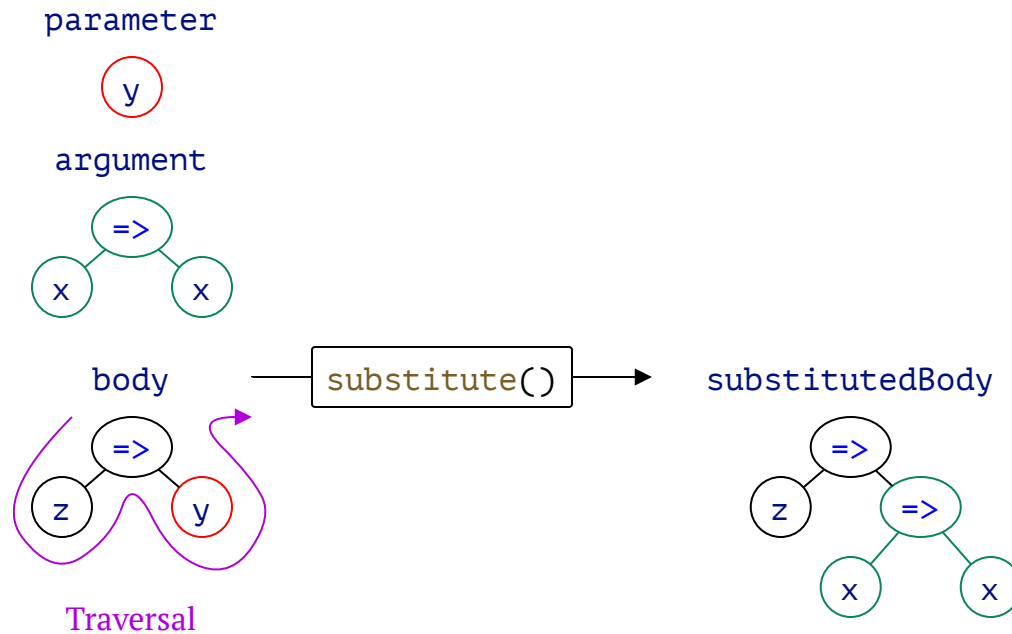 parameter
y
argument
=>
x x
body substitute() substitutedBody
=> =>
z y z =>
x x
Traversal